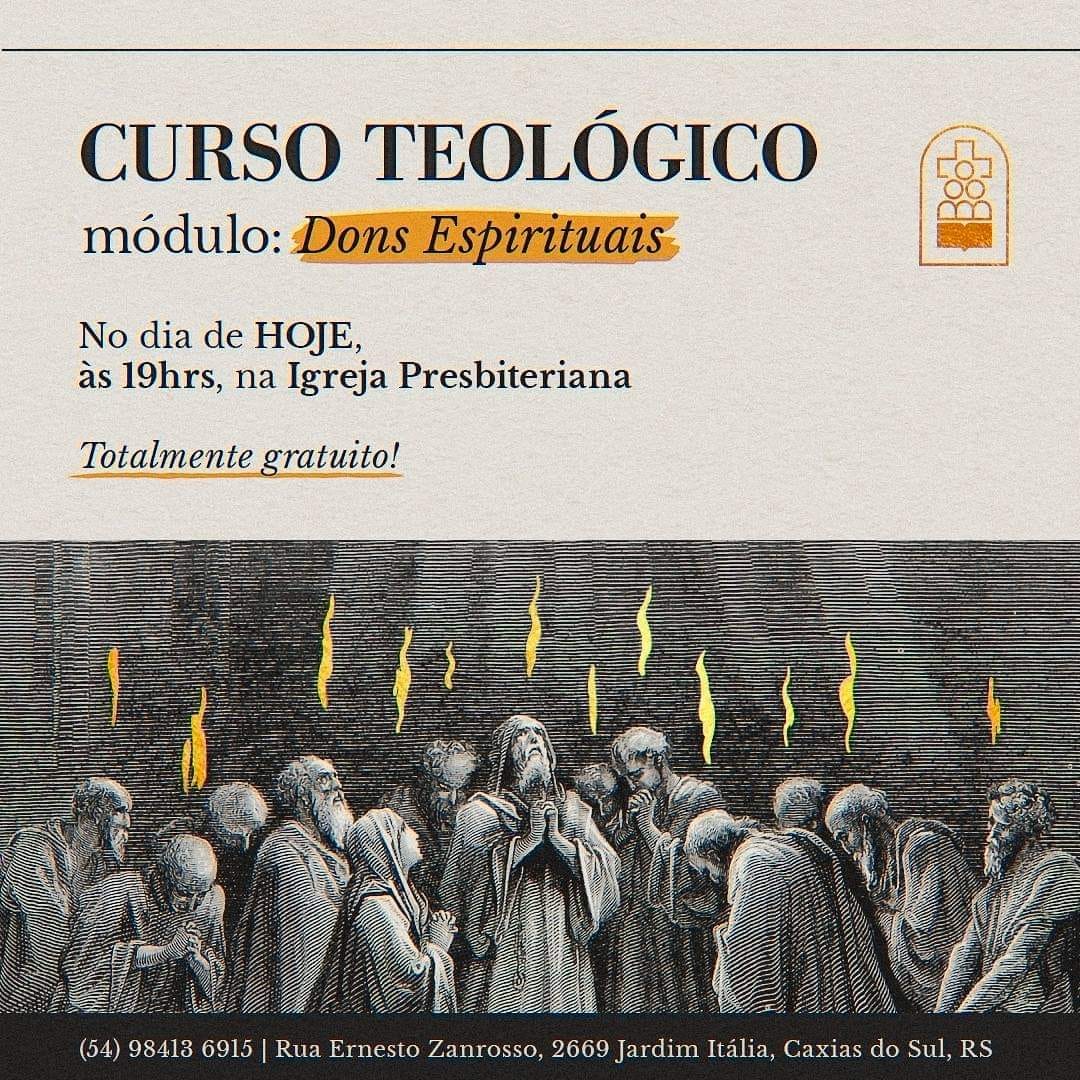 CURSO TEOLÓGICO
módulo: Dons Espirituais
No dia de HOJE,
às 19hrs, na Igreja Presbiteriana
Totalmente gratuito!
(54) 98413 6915 | Rua Ernesto Zanrosso, 2669 Jardim Itália, Caxias do Sul, RS